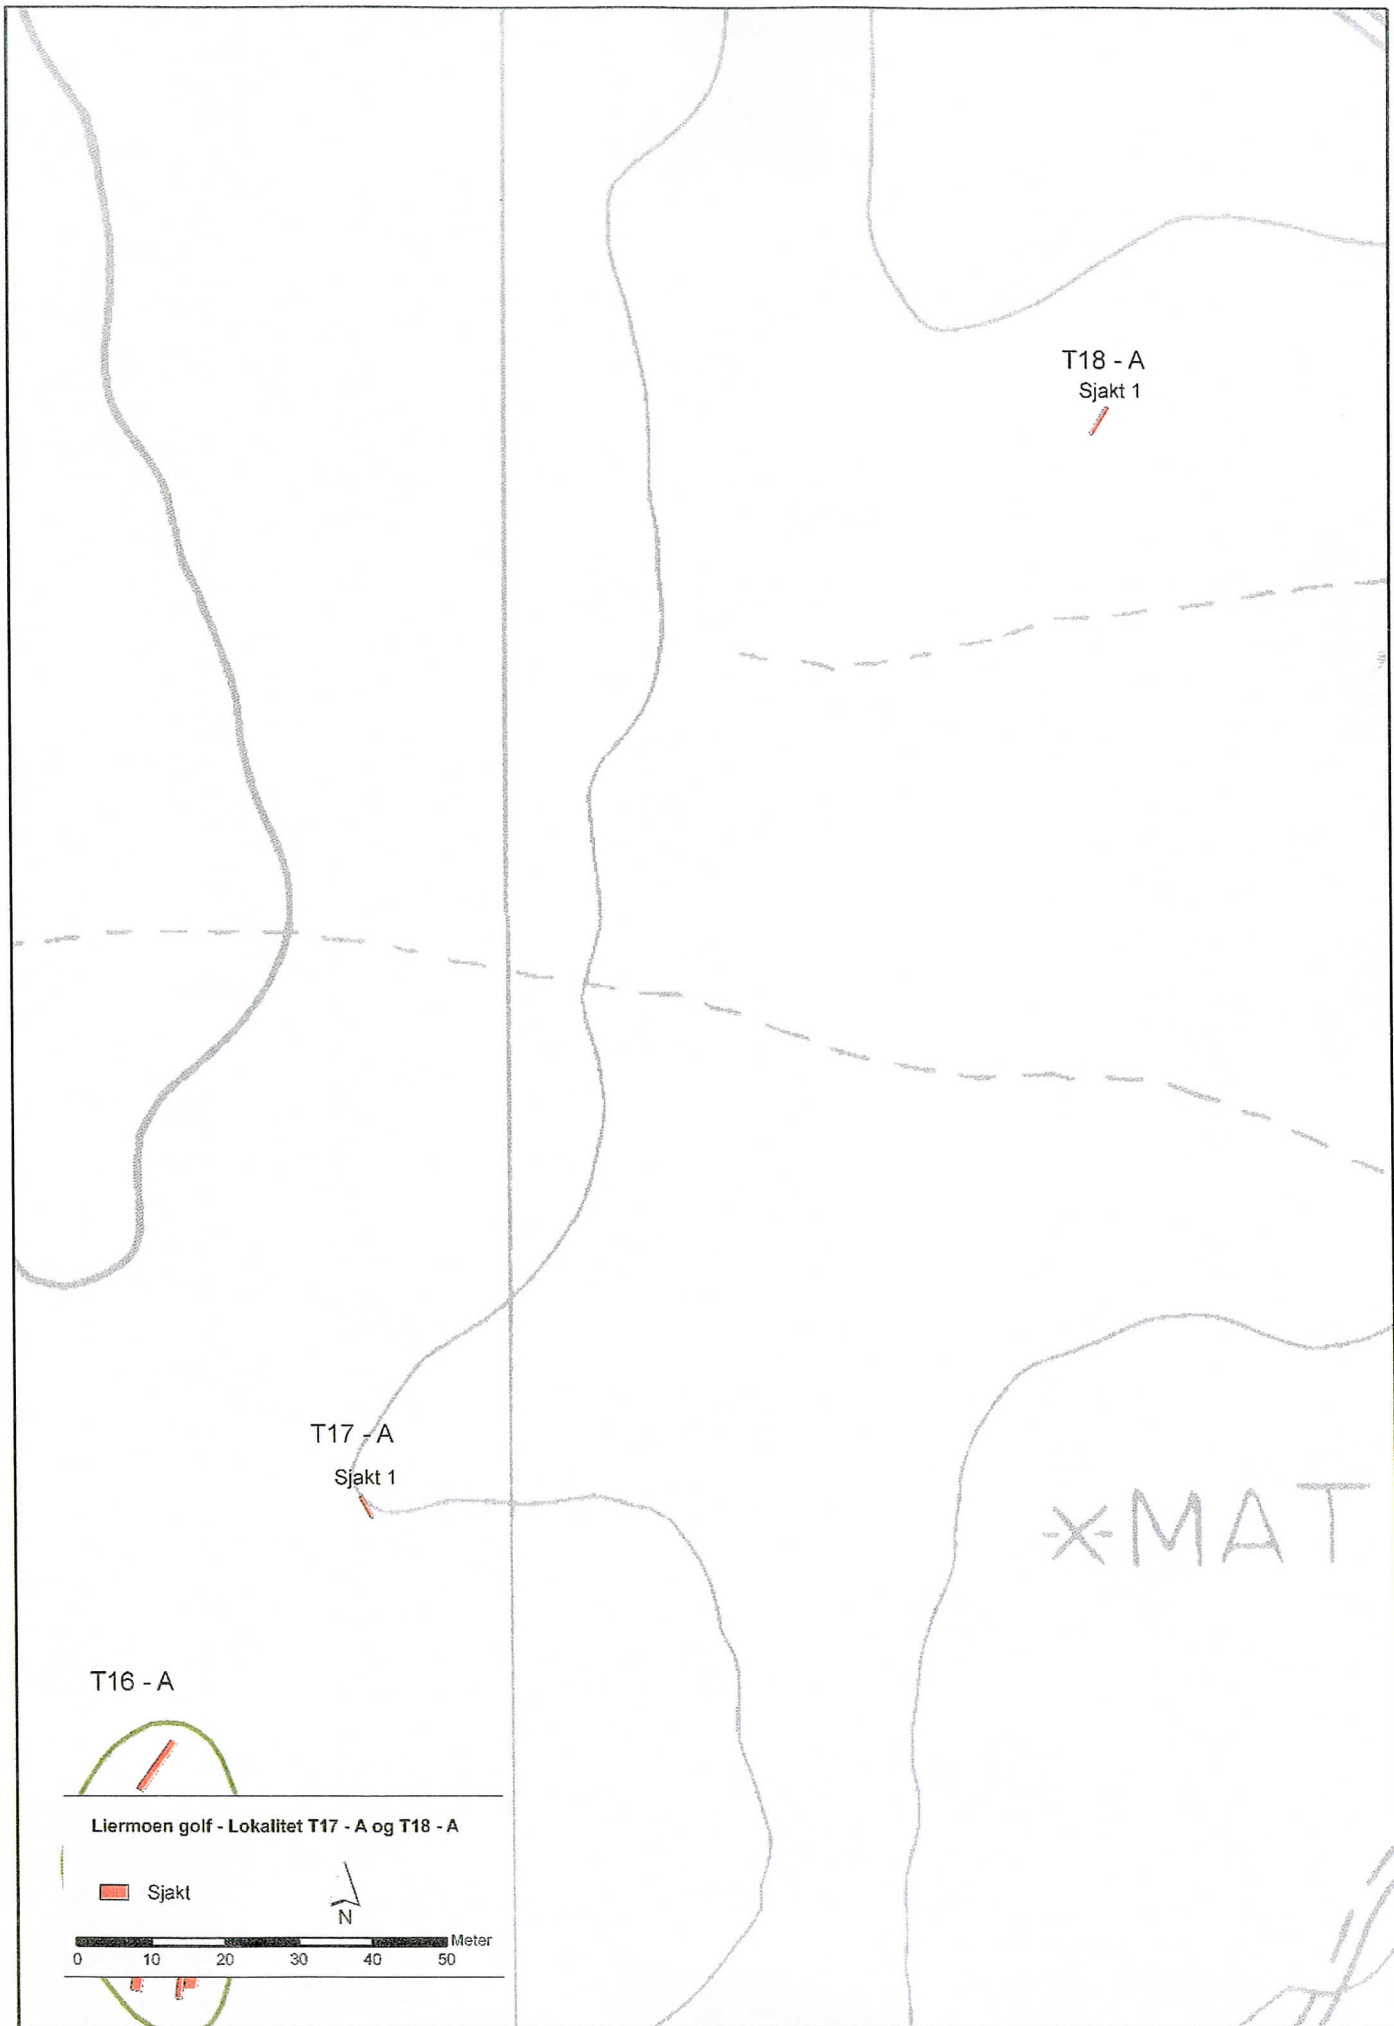 T18 - A
Sjakt 1
T17 - A
Sjakt 1
MAT
T16 - A
Liermoen golf - Lokalitet T17 - A og T18 - A
Sjakt
N
Meter
0 10 20 30 40 50